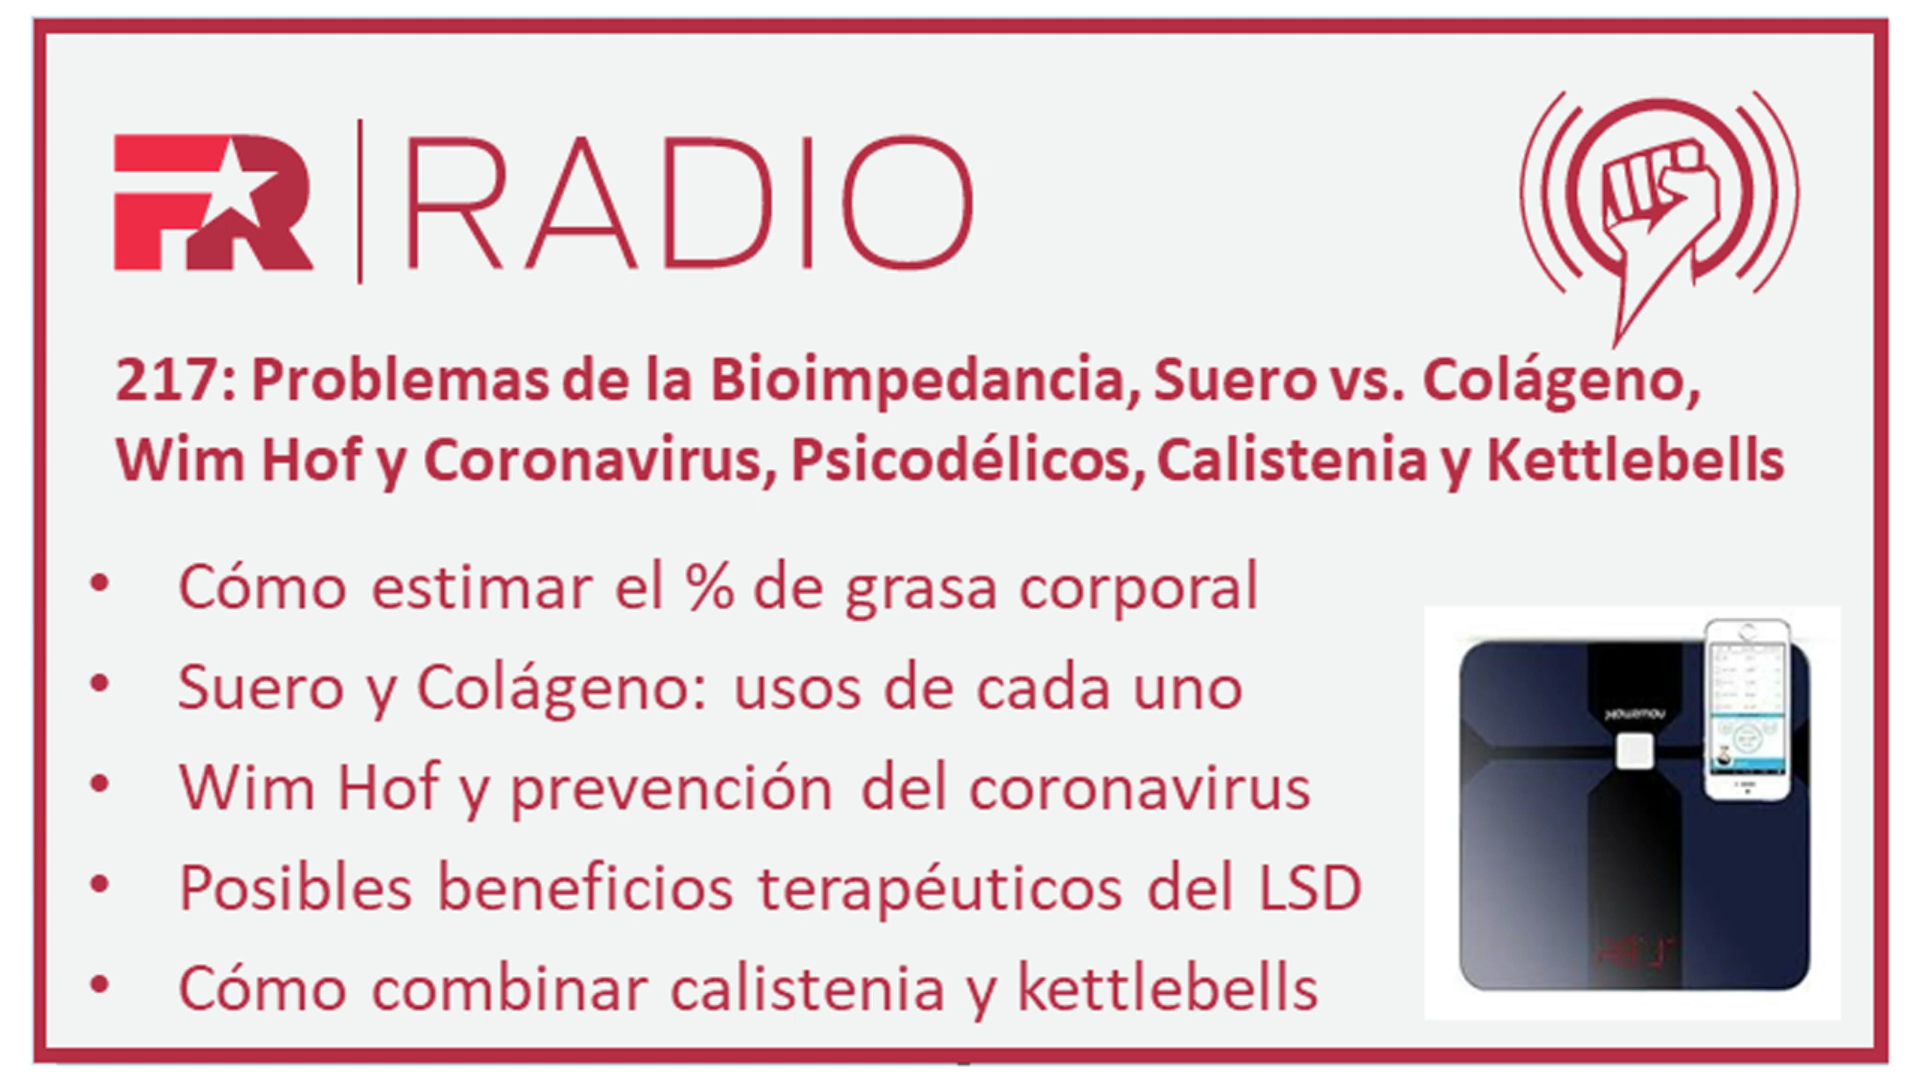 FR RADIO
217: Problemas de la Bioimpedancia, Suero vs. Colágeno,
Wim Hof y Coronavirus, Psicodélicos, Calistenia y Kettlebells
• Cómo estimar el % de grasa corporal
• Suero y Colágeno: usos de cada uno
• Wim Hof y prevención del coronavirus
• Posibles beneficios terapéuticos del LSD
• Cómo combinar calistenia y kettlebells